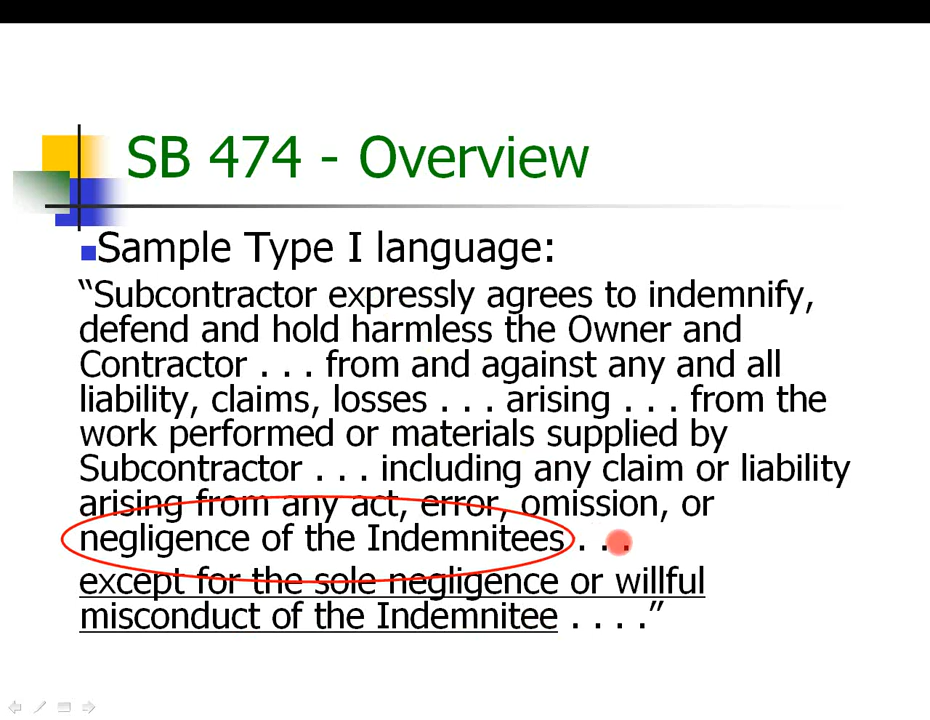 SB 474 - Overview
Sample Type I language:
“Subcontractor expressly agrees to indemnify,
defend and hold harmless the Owner and
Contractor . . . from and against any and all
liability, claims, losses . . . arising . . . from the
work performed or materials supplied by
Subcontractor . . . including any claim or liability
arising from any act, error, omission, or
negligence of the Indemnitees . . .
except for the sole negligence or willful
misconduct of the Indemnitee . . . .”